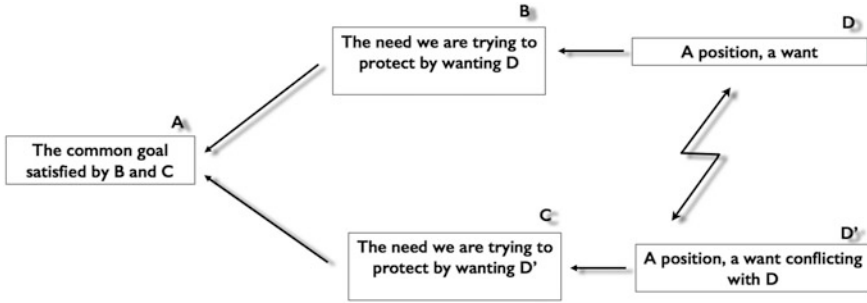 B
The need we are trying to
protect by wanting D
D
A position, a want
A
The common goal
satisfied by B and C
C
The need we are trying to
protect by wanting D'
D'
A position, a want conflicting
with D